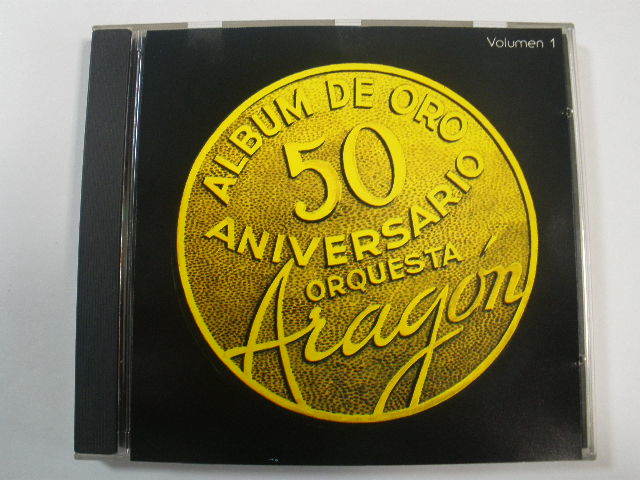 Volumen 1
ALBUM DE ORO
50
ANIVERSARIO
ORQUESTA
Aragón